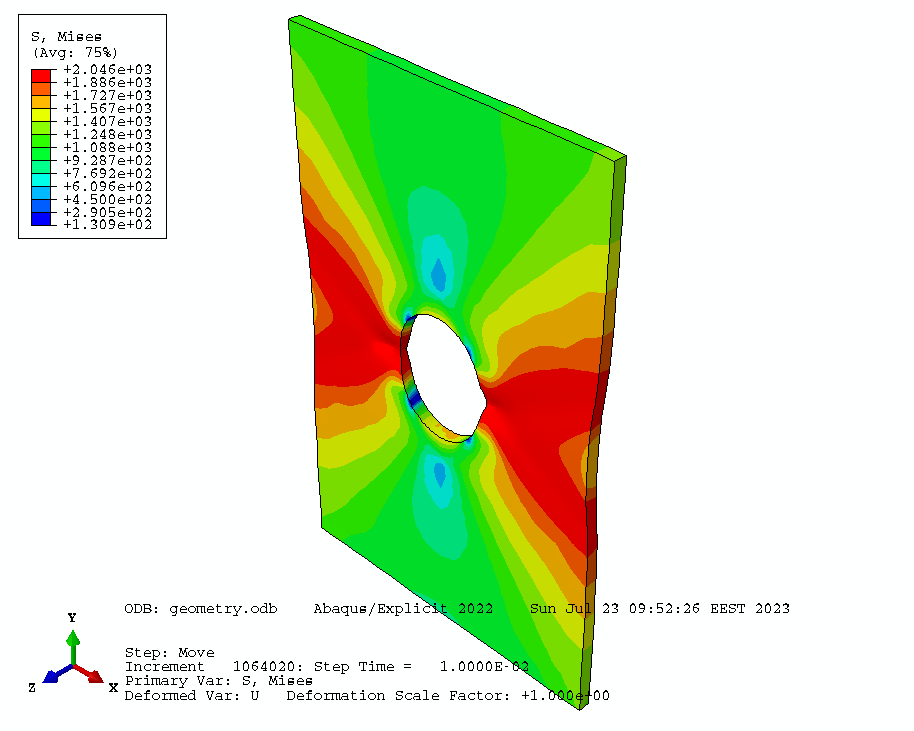 S, Mises
(Avg: 75%)
+2.046e+03
+1.886e+03
+1.727e+03
+1.567e+03
+1.407e+03
+1.248e+03
+1.088e+03
+9.287e+02
+7.692e+02
+6.096e+02
+4.500e+02
+2.905e+02
+1.309e+02
ODB: geometry.odb    Abaqus/Explicit 2022    Sun Jul 23 09:52:26 EEST 2023
Y
Z
X
Step: Move
Increment   1064020: Step Time =   1.0000E-02
Primary Var: S, Mises
Deformed Var: U   Deformation Scale Factor: +1.000e+00